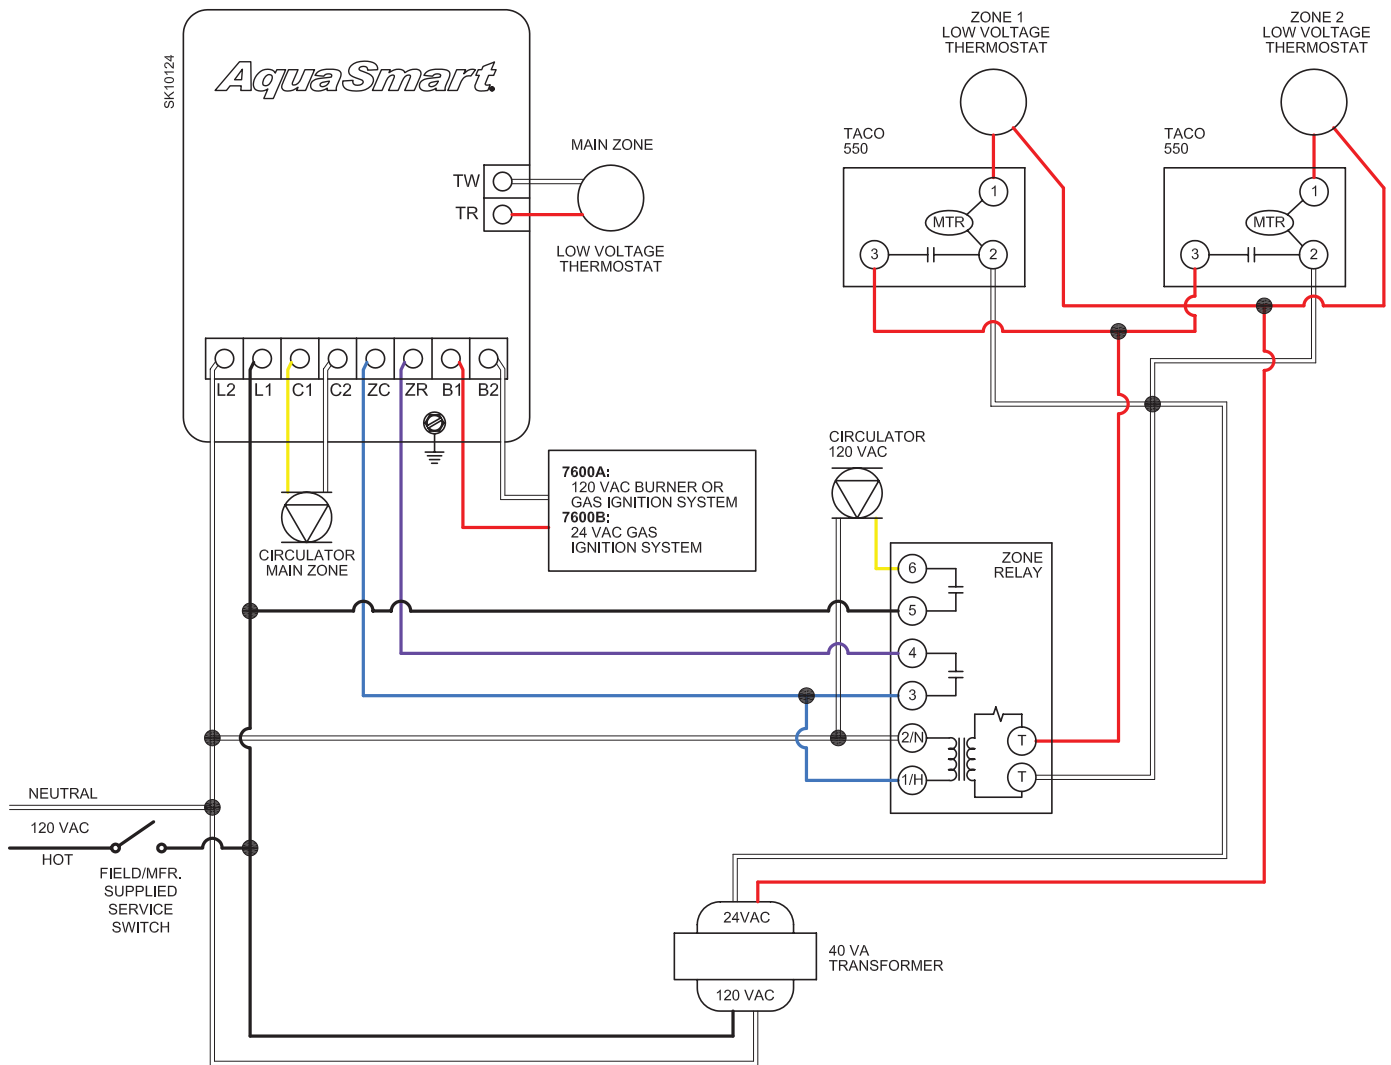 SK10124
AquaSmart
TW
TR
MAIN ZONE
LOW VOLTAGE
THERMOSTAT
L2 L1 C1 C2 ZC ZR B1 B2
CIRCULATOR
MAIN ZONE
7600A:
120 VAC BURNER OR
GAS IGNITION SYSTEM
7600B:
24 VAC GAS
IGNITION SYSTEM
ZONE 1
LOW VOLTAGE
THERMOSTAT
TACO
550
1
MTR
3
2
ZONE 2
LOW VOLTAGE
THERMOSTAT
TACO
550
1
MTR
3
2
CIRCULATOR
120 VAC
ZONE
RELAY
6
5
4
3
2/N
1/H
T
T
NEUTRAL
120 VAC
HOT
FIELD/MFR.
SUPPLIED
SERVICE
SWITCH
24VAC
40 VA
TRANSFORMER
120 VAC